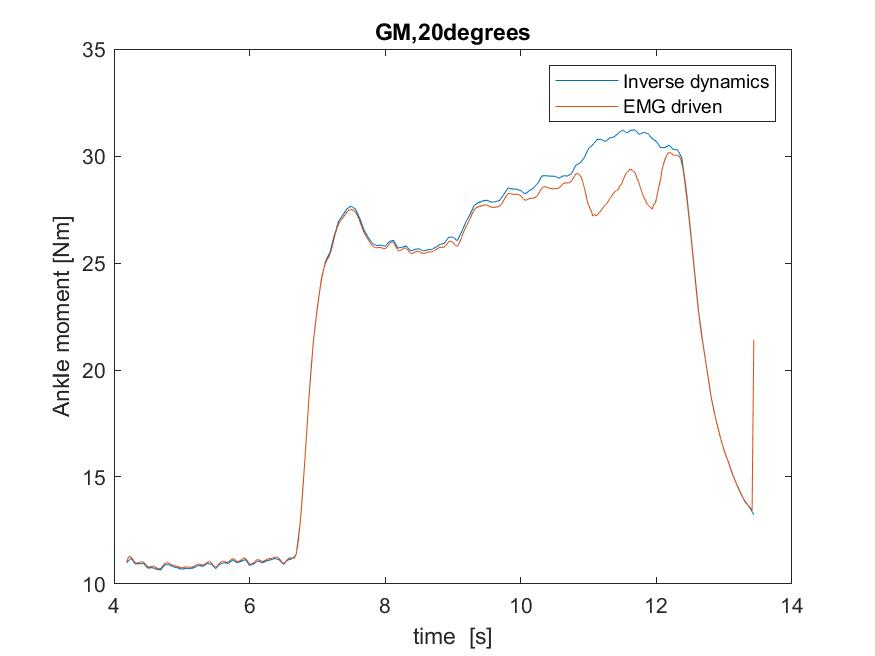 GM,20degrees
35
Inverse dynamics
EMG driven
30
25
20
15
10
Ankle moment [Nm]
4 6 8 10 12 14
time [s]